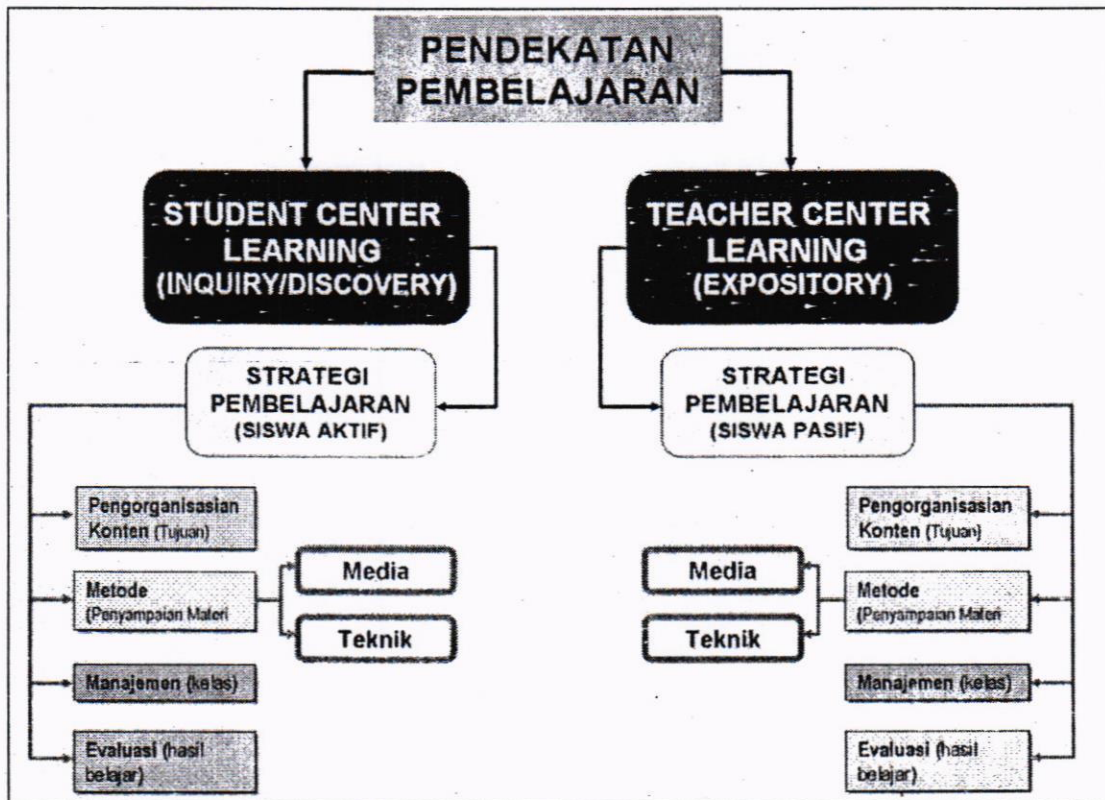 PENDEKATAN
PEMBELAJARAN
STUDENT CENTER
LEARNING
(INQUIRY/DISCOVERY)
STRATEGI
PEMBELAJARAN
(SISWA AKTIF)
Pengorganisasian
Konten (Tujuan)
Metode
(Penyampaian Materi
Media
Teknik
Manajemen (kelas)
Evaluasi (hasil
belajar)
TEACHER CENTER
LEARNING
(EXPOSITORY)
STRATEGI
PEMBELAJARAN
(SISWA PASIF)
Pengorganisasian
Konten (Tujuan)
Metode
(Penyampaian Materi
Media
Teknik
Manajemen (kelas)
Evaluasi (hasil
belajar)